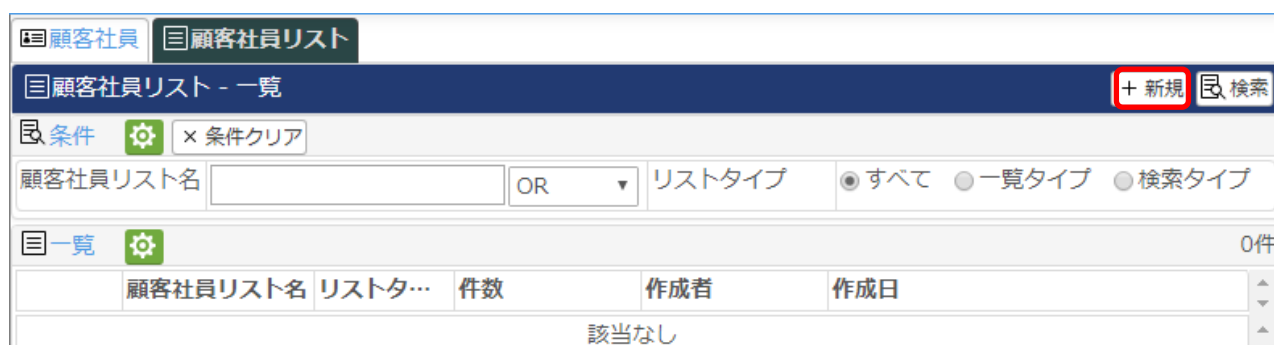 顧客社員 顧客社員リスト
顧客社員リスト - 一覧 + 新規 検索
条件 × 条件クリア
顧客社員リスト名 OR リストタイプ すべて 一覧タイプ 検索タイプ
一覧 0件
顧客社員リスト名 リストタ… 件数 作成者 作成日
該当なし